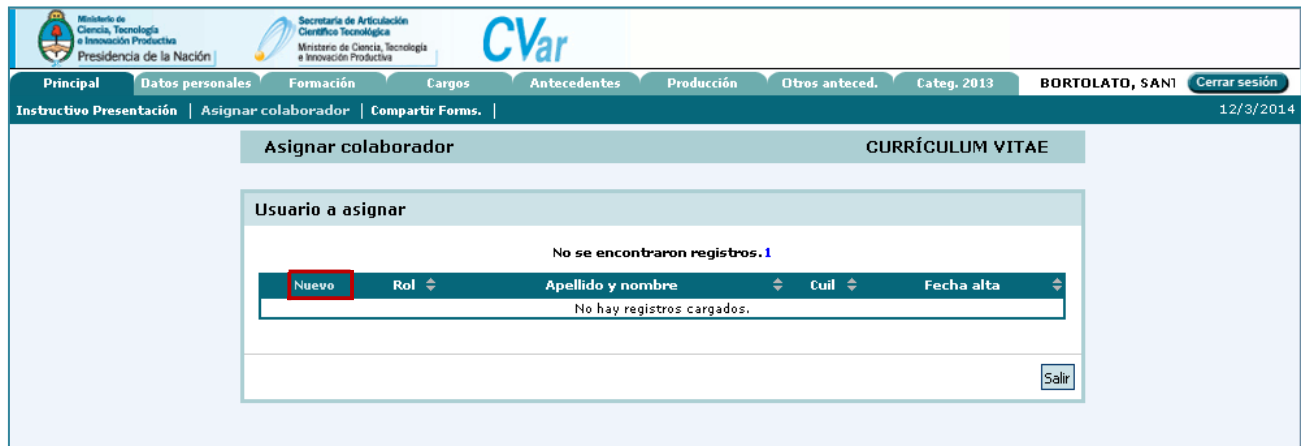 Ministerio de
Ciencia, Tecnología
e Innovación Productiva
Presidencia de la Nación
Secretaría de Articulación
Científico Tecnológica
Ministerio de Ciencia, Tecnología
e Innovación Productiva
CVar
Principal Datos personales Formación Cargos Antecedentes Producción Otros anteced. Categ. 2013 BORTOLATO, SANT Cerrar sesión
Instructivo Presentación | Asignar colaborador | Compartir Forms. | 12/3/2014
Asignar colaborador CURRÍCULUM VITAE
Usuario a asignar
No se encontraron registros.1
Nuevo Rol Apellido y nombre Cuil Fecha alta
No hay registros cargados.
Salir